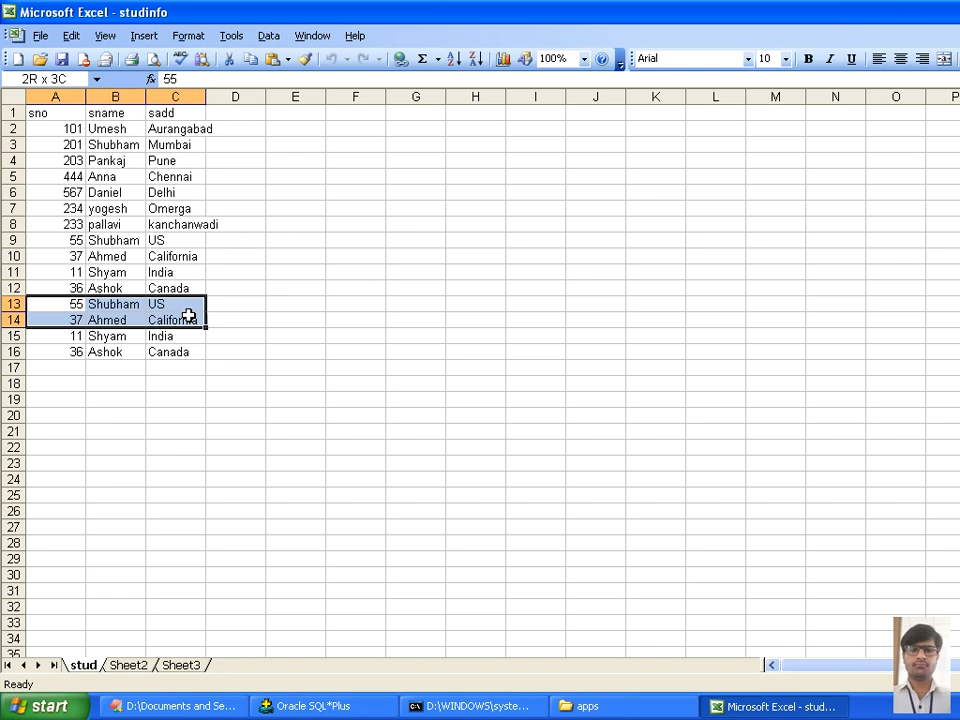 Microsoft Excel - studinfo
File Edit View Insert Format Tools Data Window Help
100% Arial 10 B I U
2R x 3C fx 55
A B C D E F G H I J K L M N O P
1 sno sname sadd
2 101 Umesh Aurangabad
3 201 Shubham Mumbai
4 203 Pankaj Pune
5 444 Anna Chennai
6 567 Daniel Delhi
7 234 yogesh Omerga
8 233 pallavi kanchanwadi
9 55 Shubham US
10 37 Ahmed California
11 11 Shyam India
12 36 Ashok Canada
13 55 Shubham US
14 37 Ahmed California
15 11 Shyam India
16 36 Ashok Canada
17
18
19
20
21
22
23
24
25
26
27
28
29
30
31
32
33
34
35
stud Sheet2 Sheet3
Ready
start D:\Documents and Se... Oracle SQL*Plus D:\WINDOWS\syste... apps Microsoft Excel - stud...